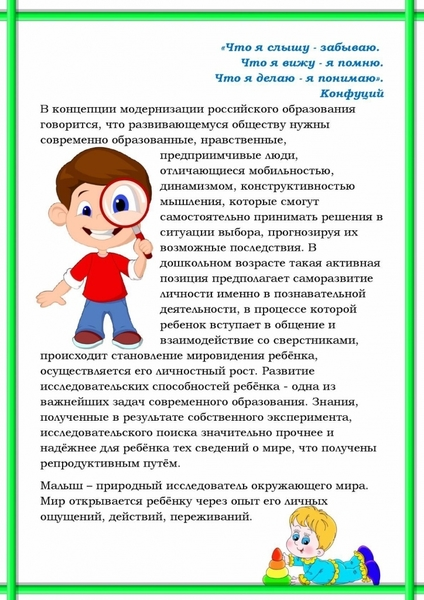 «Что я слышу - забываю.
Что я вижу - я помню.
Что я делаю - я понимаю».
Конфуций
В концепции модернизации российского образования
говорится, что развивающемуся обществу нужны
современно образованные, нравственные,
предприимчивые люди,
отличающиеся мобильностью,
динамизмом, конструктивностью
мышления, которые смогут
самостоятельно принимать решения в
ситуации выбора, прогнозируя их
возможные последствия. В
дошкольном возрасте такая активная
позиция предполагает саморазвитие
личности именно в познавательной
деятельности, в процессе которой
ребенок вступает в общение и
взаимодействие со сверстниками,
происходит становление мировидения ребёнка,
осуществляется его личностный рост. Развитие
исследовательских способностей ребёнка - одна из
важнейших задач современного образования. Знания,
полученные в результате собственного эксперимента,
исследовательского поиска значительно прочнее и
надёжнее для ребёнка тех сведений о мире, что получены
репродуктивным путём.
Малыш – природный исследователь окружающего мира.
Мир открывается ребёнку через опыт его личных
ощущений, действий, переживаний.